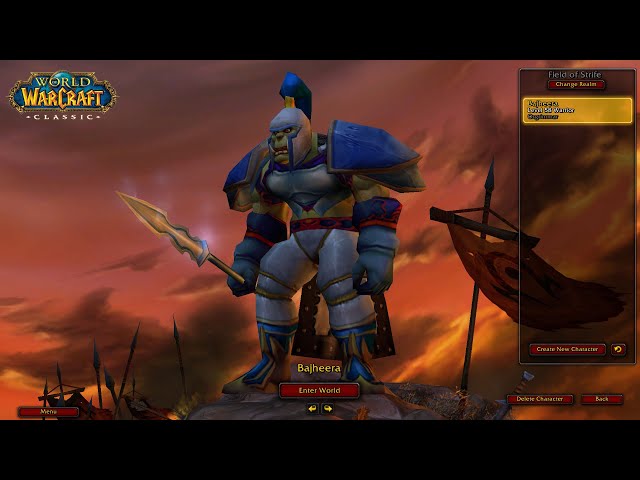 WORLD
OF
WARCRAFT
CLASSIC
Field of Strife
Change Realm
Bajheera
Level Warrior
Orgrimmar
Create New Character
Bajheera
Enter World
Menu
Delete Character
Back